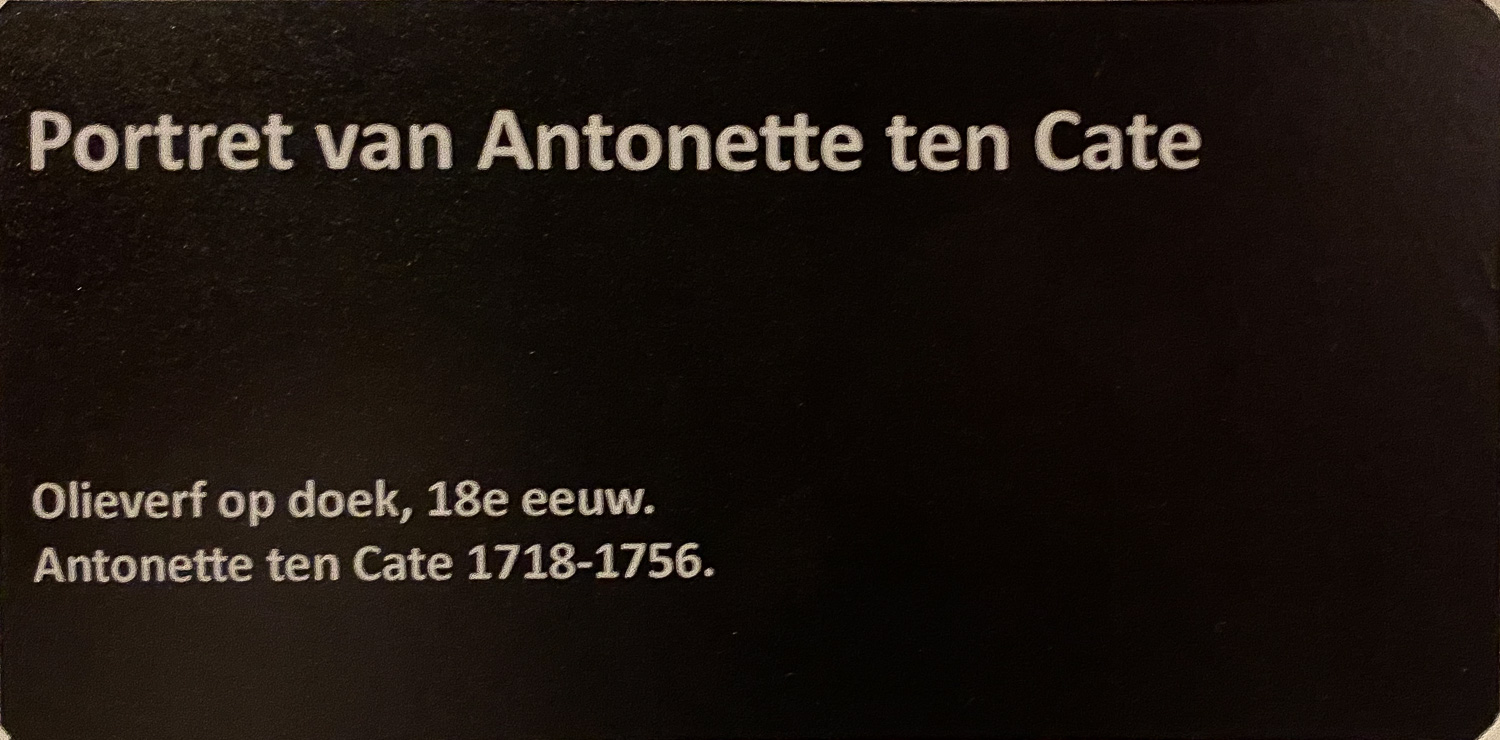 Portret van Antonette ten Cate
Olieverf op doek, 18e eeuw.
Antonette ten Cate 1718-1756.